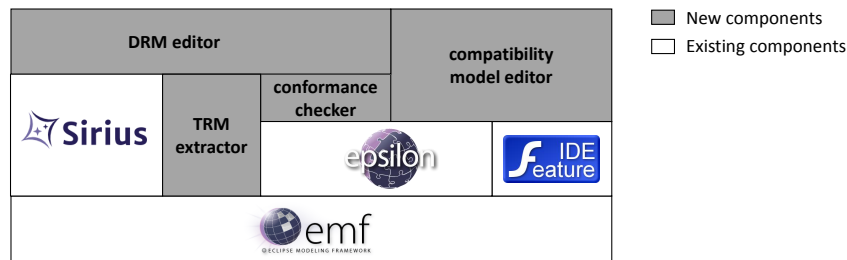 DRM editor
compatibility
model editor
New components
Existing components
Sirius
TRM
extractor
conformance
checker
epsilon
IDE
Feature
emf
ECLIPSE MODELING FRAMEWORK